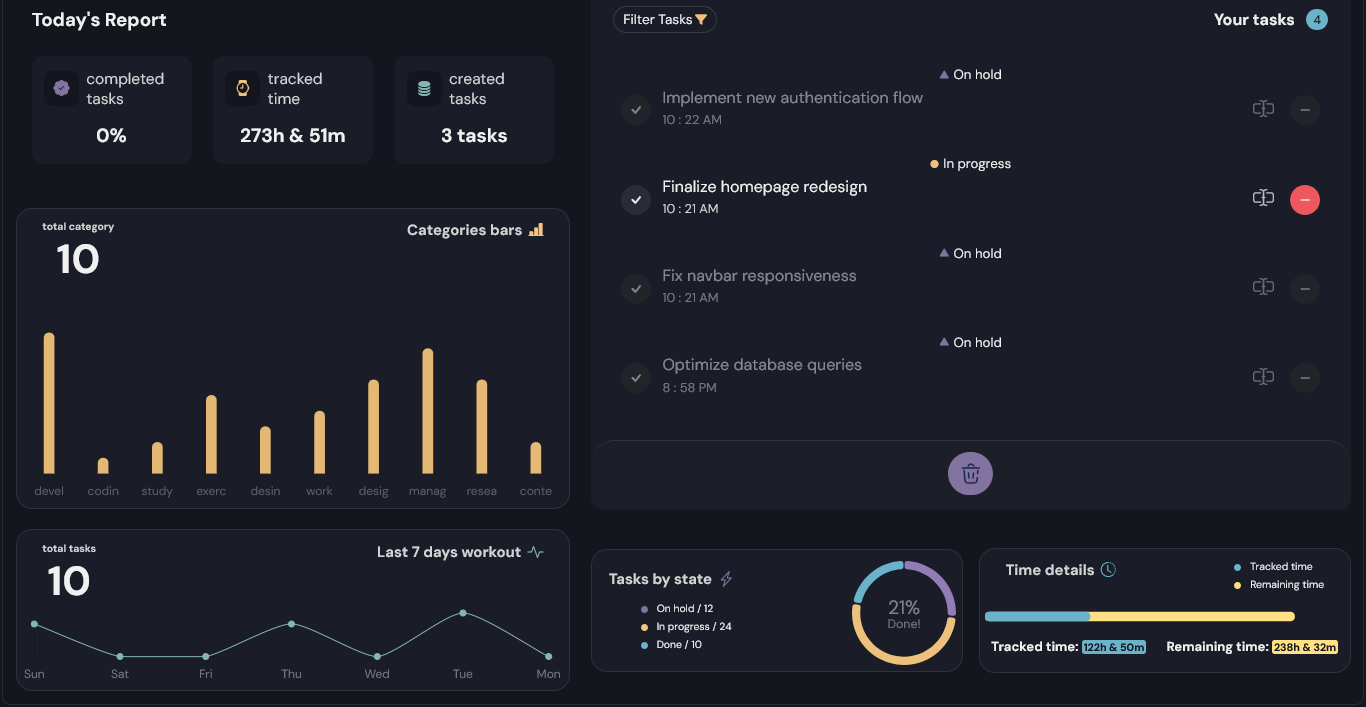 Today's Report
completed
tasks
0%
tracked
time
273h & 51m
created
tasks
3 tasks
total category
10
Categories bars
devel codin study exerc desin work desig manag resea conte
total tasks
10
Last 7 days workout
Sun Sat Fri Thu Wed Tue Mon
Filter Tasks
Your tasks 4
On hold
Implement new authentication flow
10 : 22 AM
In progress
Finalize homepage redesign
10 : 21 AM
On hold
Fix navbar responsiveness
10 : 21 AM
On hold
Optimize database queries
8 : 58 PM
Tasks by state
On hold / 12
In progress / 24
Done / 10
21%
Done!
Time details
Tracked time
Remaining time
Tracked time: 122h & 50m Remaining time: 238h & 32m